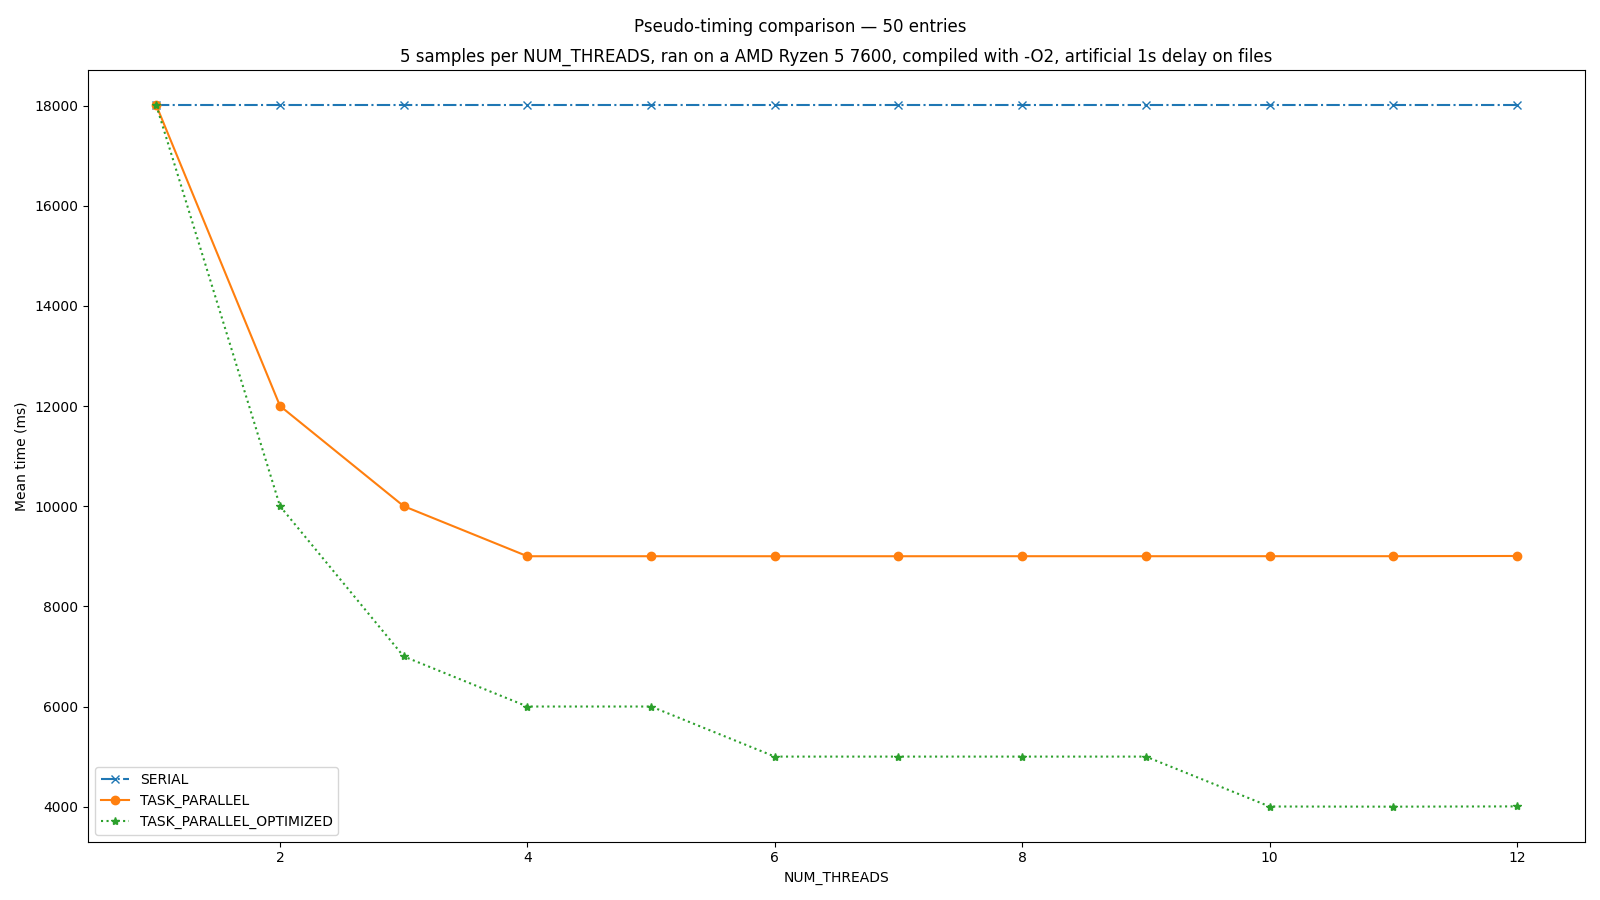 Pseudo-timing comparison — 50 entries
5 samples per NUM_THREADS, ran on a AMD Ryzen 5 7600, compiled with -O2, artificial 1s delay on files
18000
16000
14000
12000
10000
8000
6000
4000
Mean time (ms)
SERIAL
TASK_PARALLEL
TASK_PARALLEL_OPTIMIZED
2 4 6 8 10 12
NUM_THREADS